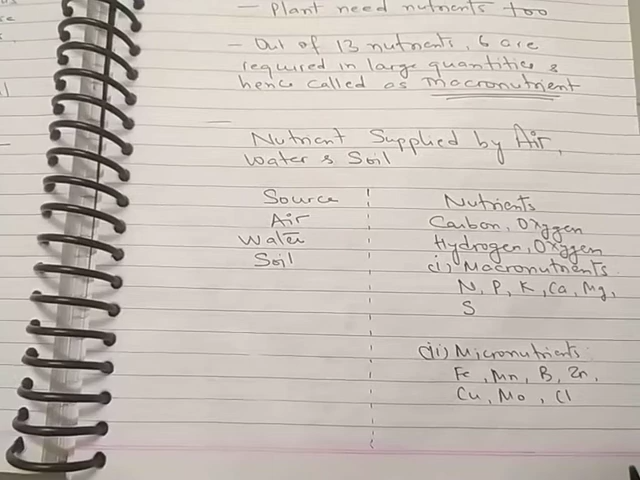 - Plant need nutrients too
- Out of 13 nutrients, 6 are
required in large quantities &
hence called as macronutrient
Nutrient Supplied by Air,
Water & Soil
Source Nutrients
Air Carbon, Oxygen
Water Hydrogen, Oxygen
Soil (i) Macronutrients
N, P, K, Ca, Mg,
S
(ii) Micronutrients
Fe, Mn, B, Zn,
Cu, Mo, Cl